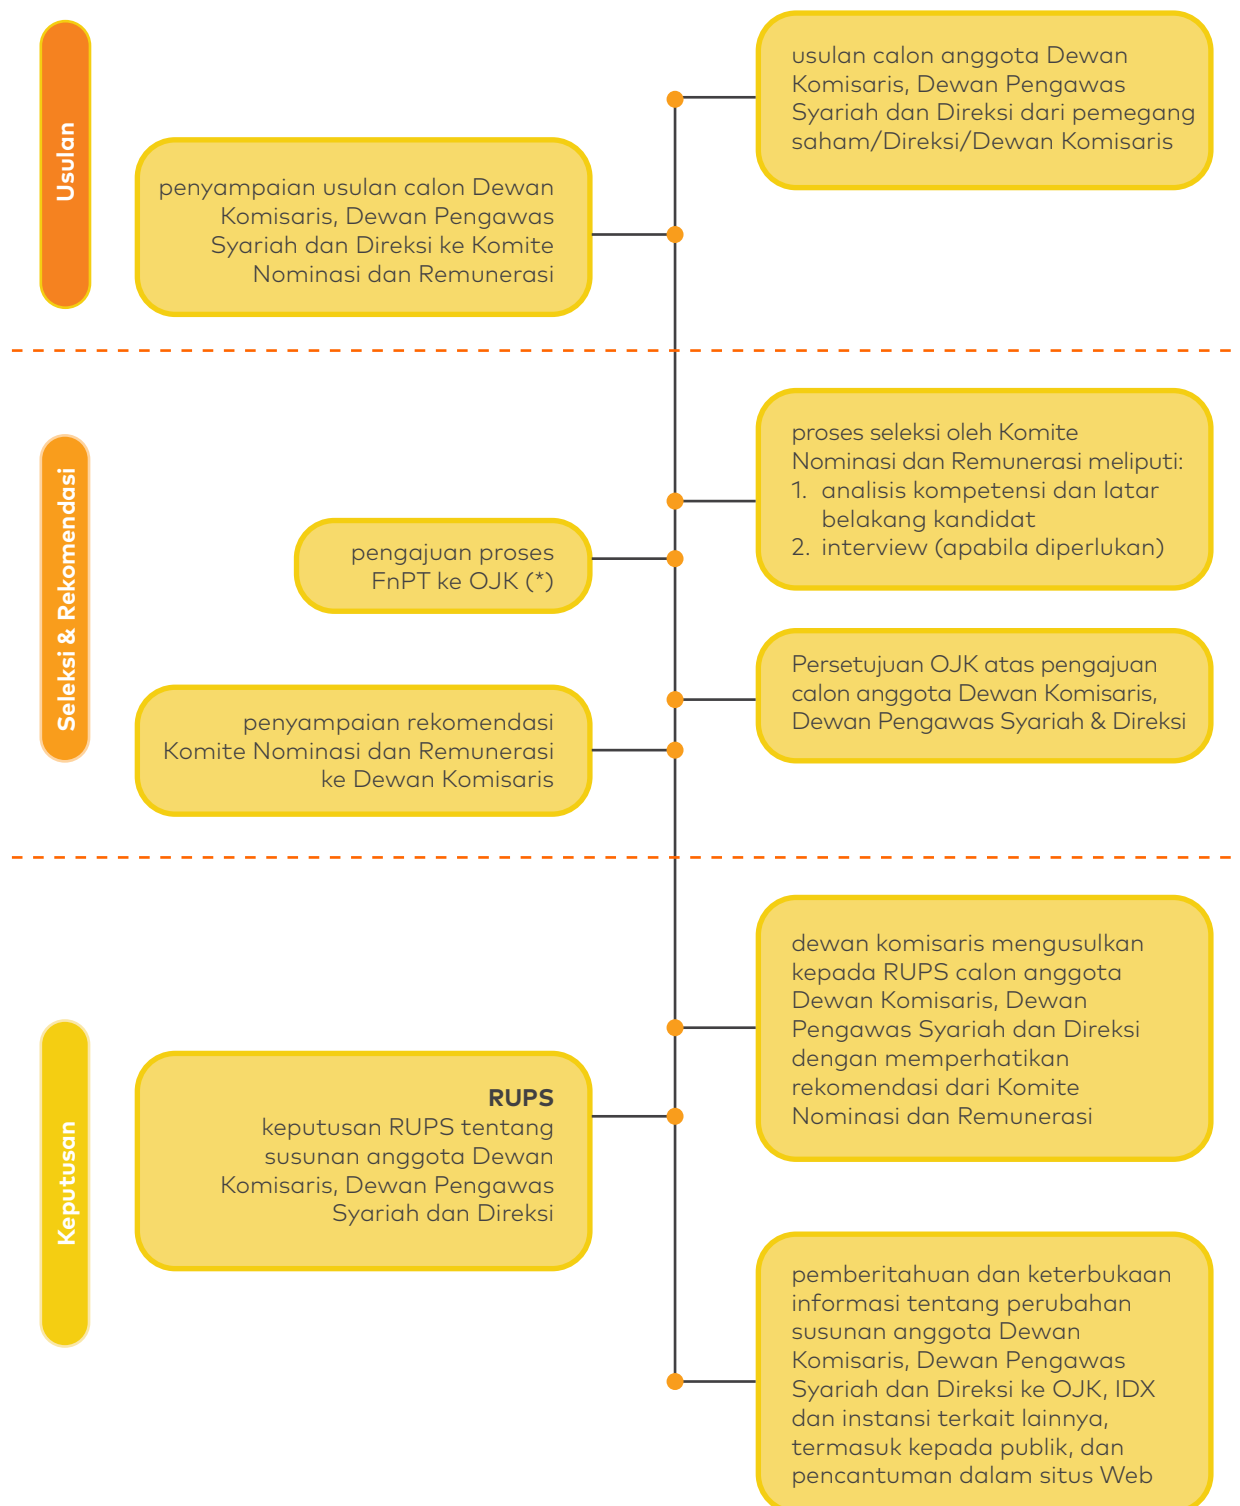 Usulan
usulan calon anggota Dewan
Komisaris, Dewan Pengawas
Syariah dan Direksi dari pemegang
saham/Direksi/Dewan Komisaris
penyampaian usulan calon Dewan
Komisaris, Dewan Pengawas
Syariah dan Direksi ke Komite
Nominasi dan Remunerasi
Seleksi & Rekomendasi
proses seleksi oleh Komite
Nominasi dan Remunerasi meliputi:
1. analisis kompetensi dan latar
belakang kandidat
2. interview (apabila diperlukan)
pengajuan proses
FnPT ke OJK (*)
Persetujuan OJK atas pengajuan
calon anggota Dewan Komisaris,
Dewan Pengawas Syariah & Direksi
penyampaian rekomendasi
Komite Nominasi dan Remunerasi
ke Dewan Komisaris
Keputusan
dewan komisaris mengusulkan
kepada RUPS calon anggota
Dewan Komisaris, Dewan
Pengawas Syariah dan Direksi
dengan memperhatikan
rekomendasi dari Komite
Nominasi dan Remunerasi
RUPS
keputusan RUPS tentang
susunan anggota Dewan
Komisaris, Dewan Pengawas
Syariah dan Direksi
pemberitahuan dan keterbukaan
informasi tentang perubahan
susunan anggota Dewan
Komisaris, Dewan Pengawas
Syariah dan Direksi ke OJK, IDX
dan instansi terkait lainnya,
termasuk kepada publik, dan
pencantuman dalam situs Web